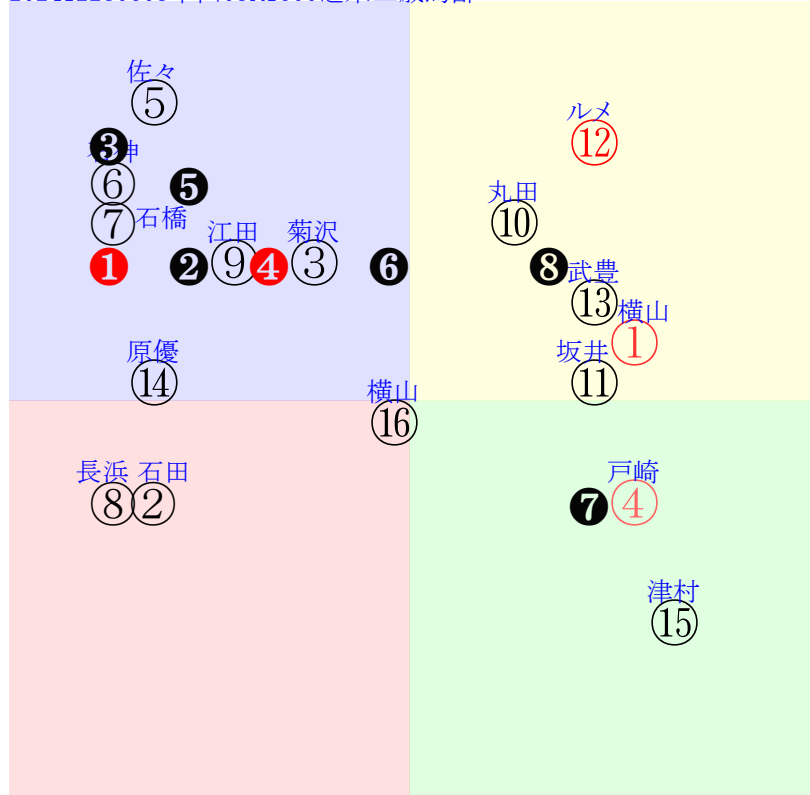 佐々
⑤
ルメ
⑫
❸
神
⑥
❺
丸田
⑩
⑦
石橋
江田
菊沢
❶
❷
⑨
❹
③
❻
❽
武豊
⑬
横山
①
原優
⑭
坂井
⑪
横山
⑯
長浜
石田
⑧
②
戸崎
❼
④
津村
⑮